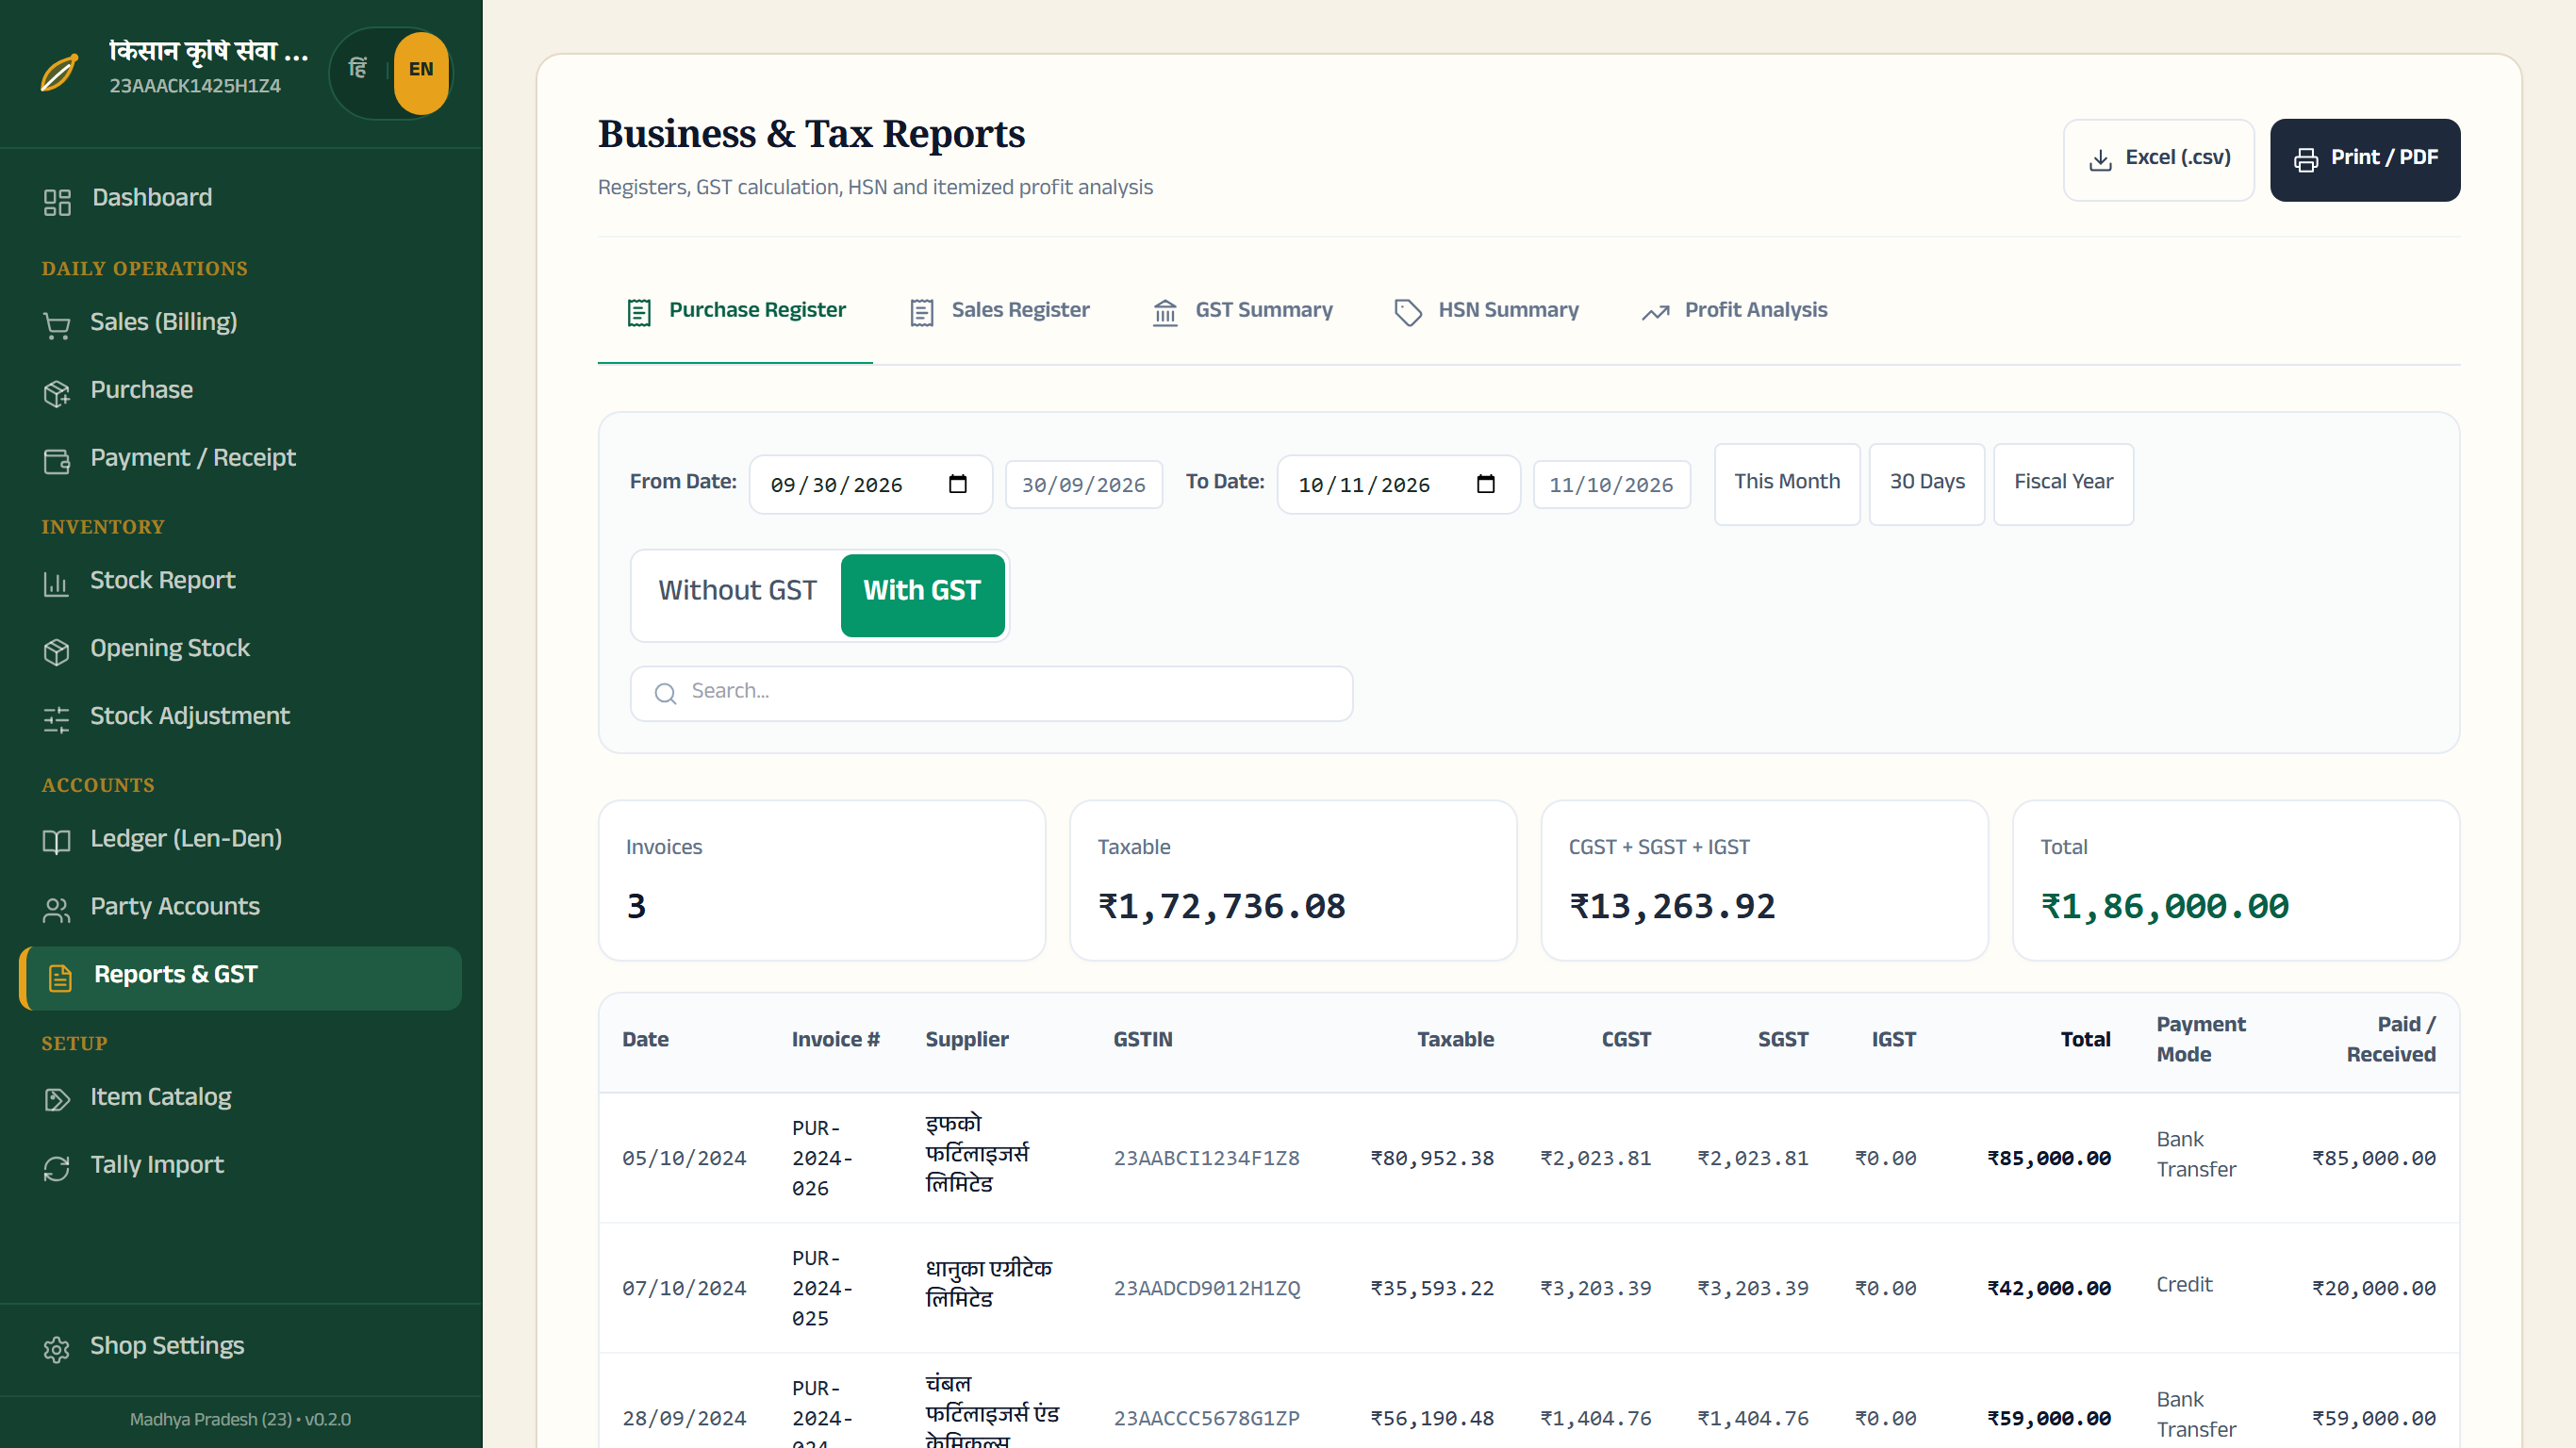 किसान कृषि सेवा ...
23AAACK1425H1Z4
हिं
EN
Dashboard
DAILY OPERATIONS
Sales (Billing)
Purchase
Payment / Receipt
INVENTORY
Stock Report
Opening Stock
Stock Adjustment
ACCOUNTS
Ledger (Len-Den)
Party Accounts
Reports & GST
SETUP
Item Catalog
Tally Import
Shop Settings
Madhya Pradesh (23) • v0.2.0
Business & Tax Reports
Registers, GST calculation, HSN and itemized profit analysis
Excel (.csv)
Print / PDF
Purchase Register
Sales Register
GST Summary
HSN Summary
Profit Analysis
From Date: 09/30/2026 30/09/2026 To Date: 10/11/2026 11/10/2026
This Month
30 Days
Fiscal Year
Without GST
With GST
Search...
Invoices
3
Taxable
₹1,72,736.08
CGST + SGST + IGST
₹13,263.92
Total
₹1,86,000.00
Date Invoice # Supplier GSTIN Taxable CGST SGST IGST Total Payment Mode Paid / Received
05/10/2024 PUR-2024-026 इफको फर्टिलाइजर्स लिमिटेड 23AABCI1234F1Z8 ₹80,952.38 ₹2,023.81 ₹2,023.81 ₹0.00 ₹85,000.00 Bank Transfer ₹85,000.00
07/10/2024 PUR-2024-025 धानुका एग्रीटेक लिमिटेड 23AADCD9012H1ZQ ₹35,593.22 ₹3,203.39 ₹3,203.39 ₹0.00 ₹42,000.00 Credit ₹20,000.00
28/09/2024 PUR-2024-024 चंबल फर्टिलाइजर्स एंड केमिकल्स 23AACCC5678G1ZP ₹56,190.48 ₹1,404.76 ₹1,404.76 ₹0.00 ₹59,000.00 Bank Transfer ₹59,000.00